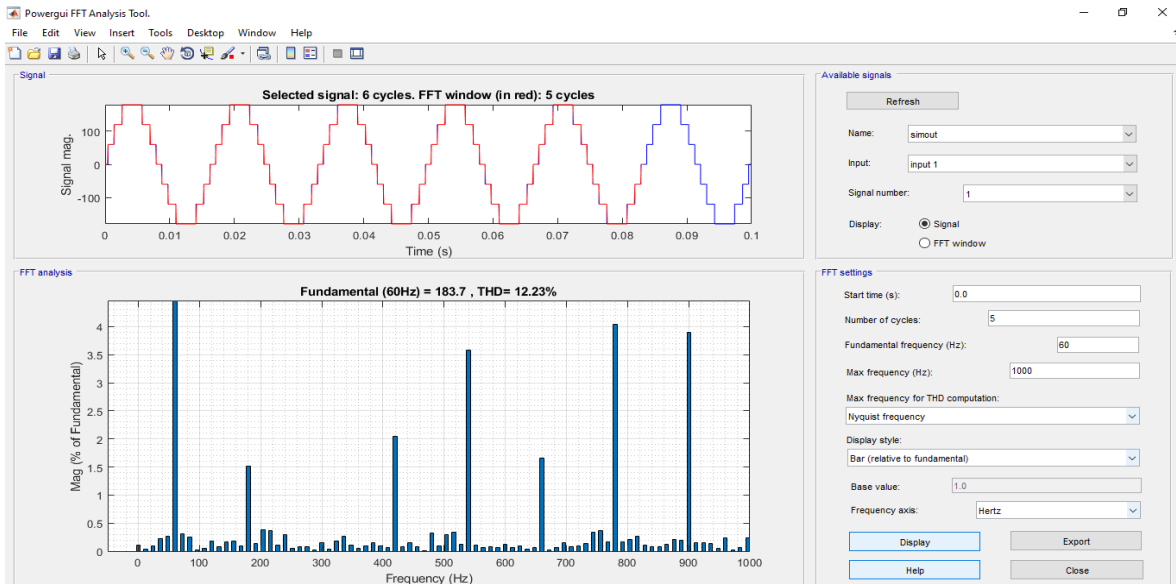 Powergui FFT Analysis Tool.
File Edit View Insert Tools Desktop Window Help
Signal
Selected signal: 6 cycles. FFT window (in red): 5 cycles
Signal mag.
100
0
-100
0 0.01 0.02 0.03 0.04 0.05 0.06 0.07 0.08 0.09 0.1
Time (s)
FFT analysis
Fundamental (60Hz) = 183.7 , THD= 12.23%
Mag (% of Fundamental)
4
3.5
3
2.5
2
1.5
1
0.5
0
0 100 200 300 400 500 600 700 800 900 1000
Frequency (Hz)
Available signals
Refresh
Name: simout
Input: input 1
Signal number: 1
Display: Signal
FFT window
FFT settings
Start time (s): 0.0
Number of cycles: 5
Fundamental frequency (Hz): 60
Max frequency (Hz): 1000
Max frequency for THD computation:
Nyquist frequency
Display style:
Bar (relative to fundamental)
Base value: 1.0
Frequency axis: Hertz
Display Export
Help Close